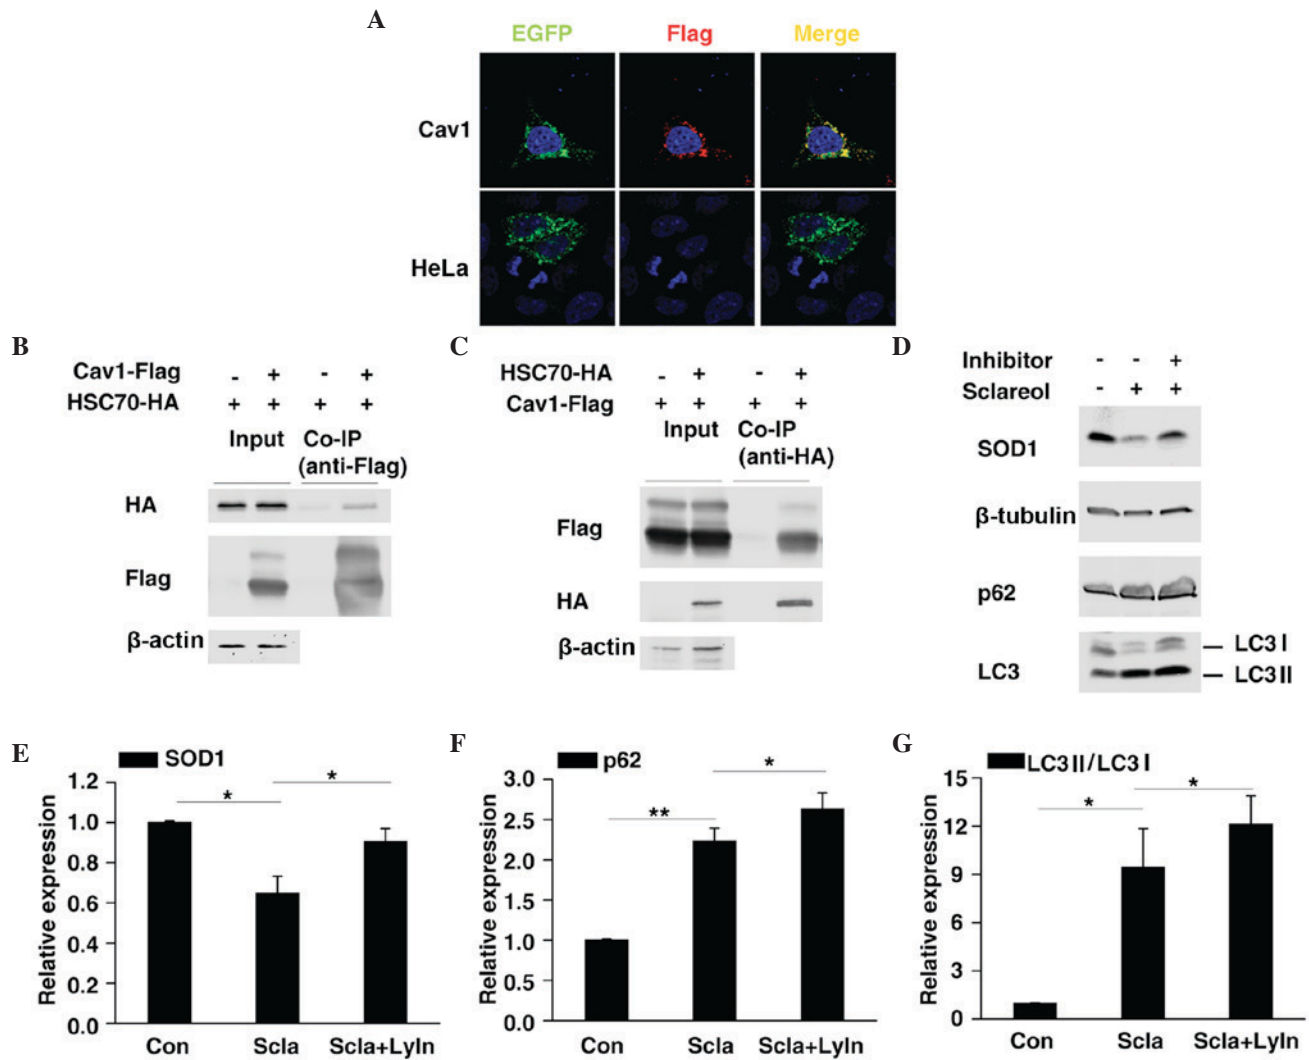 A
EGFP Flag Merge
Cav1
HeLa
B
Cav1-Flag - + - +
HSC70-HA + + + +
Input Co-IP
(anti-Flag)
HA
Flag
β-actin
C
HSC70-HA - + - +
Cav1-Flag + + + +
Input Co-IP
(anti-HA)
Flag
HA
β-actin
D
Inhibitor - - +
Sclareol - + +
SOD1
β-tubulin
p62
LC3 I
LC3
LC3 II
E
SOD1
*
*
Relative expression
1.2
1.0
0.8
0.6
0.4
0.2
0.0
Con Scla Scla+LyIn
F
p62
**
*
Relative expression
3.0
2.5
2.0
1.5
1.0
0.5
0.0
Con Scla Scla+LyIn
G
LC3 II/LC3 I
*
*
Relative expression
15
12
9
6
3
0
Con Scla Scla+LyIn